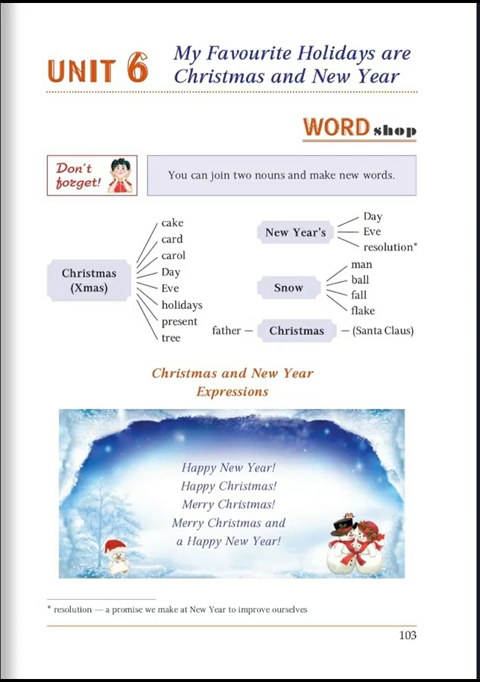 UNIT 6
My Favourite Holidays are
Christmas and New Year
WORD shop
Don't
forget!
You can join two nouns and make new words.
Christmas
(Xmas)
cake
card
carol
Day
Eve
holidays
present
tree
New Year's
Day
Eve
resolution*
Snow
man
ball
fall
flake
father — Christmas — (Santa Claus)
Christmas and New Year
Expressions
Happy New Year!
Happy Christmas!
Merry Christmas!
Merry Christmas and
a Happy New Year!
* resolution — a promise we make at New Year to improve ourselves
103